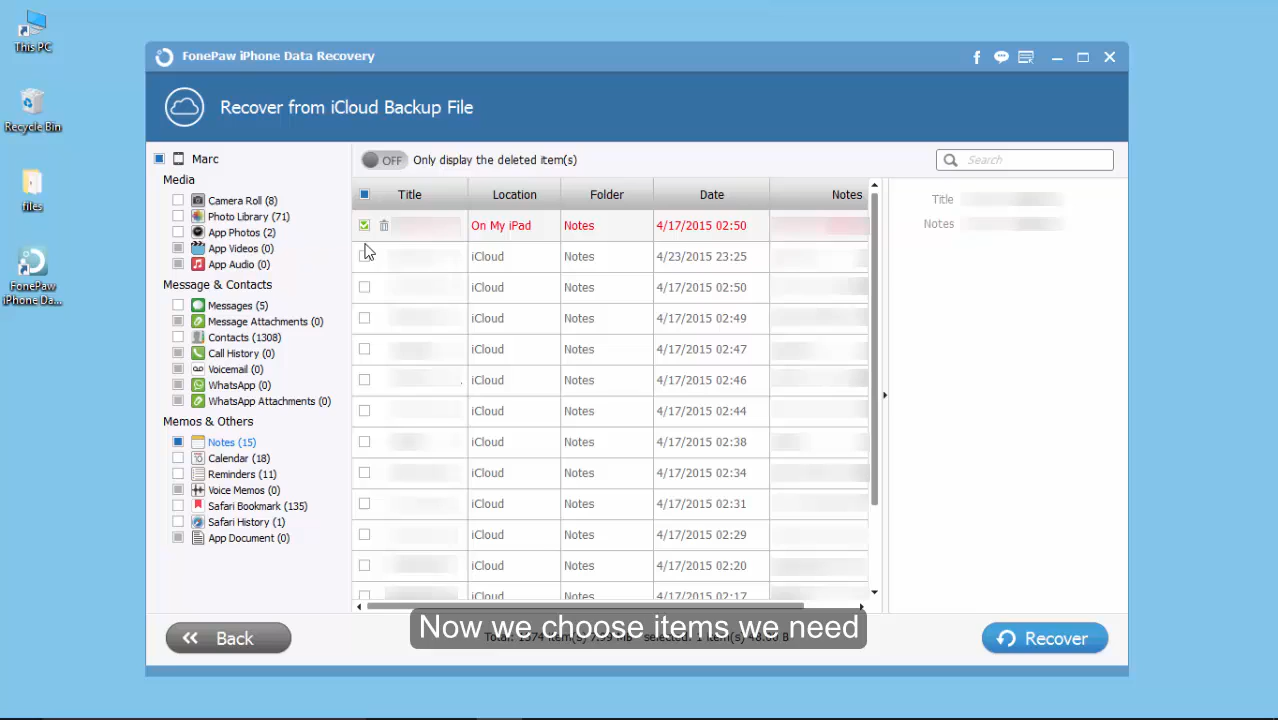 This PC
Recycle Bin
files
FonePaw
iPhone Da...
FonePaw iPhone Data Recovery
Recover from iCloud Backup File
Marc
Media
Camera Roll (8)
Photo Library (71)
App Photos (2)
App Videos (0)
App Audio (0)
Message & Contacts
Messages (5)
Message Attachments (0)
Contacts (1308)
Call History (0)
Voicemail (0)
WhatsApp (0)
WhatsApp Attachments (0)
Memos & Others
Notes (15)
Calendar (18)
Reminders (11)
Voice Memos (0)
Safari Bookmark (135)
Safari History (1)
App Document (0)
OFF Only display the deleted item(s)
Search
Title Location Folder Date Notes
On My iPad Notes 4/17/2015 02:50
iCloud Notes 4/23/2015 23:25
iCloud Notes 4/17/2015 02:50
iCloud Notes 4/17/2015 02:49
iCloud Notes 4/17/2015 02:47
iCloud Notes 4/17/2015 02:46
iCloud Notes 4/17/2015 02:44
iCloud Notes 4/17/2015 02:38
iCloud Notes 4/17/2015 02:34
iCloud Notes 4/17/2015 02:31
iCloud Notes 4/17/2015 02:29
iCloud Notes 4/17/2015 02:20
iCloud Notes 4/17/2015 02:17
Title
Notes
Back
Now we choose items we need
Recover